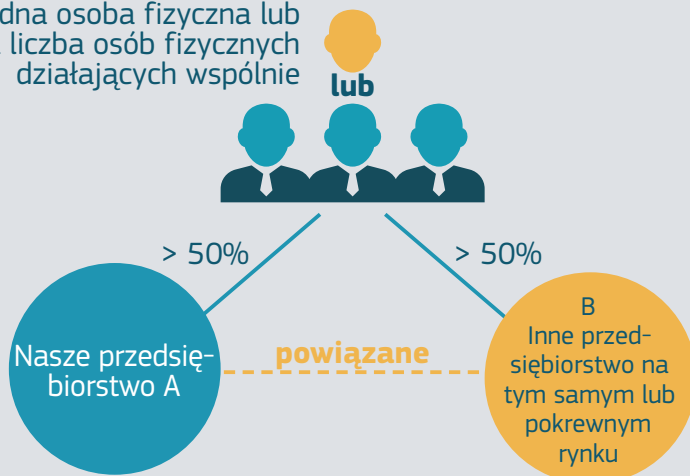 dna osoba fizyczna lub
liczba osób fizycznych
działających wspólnie
lub
> 50%
> 50%
Nasze przedsię-
biorstwo A
powiązane
B
Inne przed-
siębiorstwo na
tym samym lub
pokrewnym
rynku